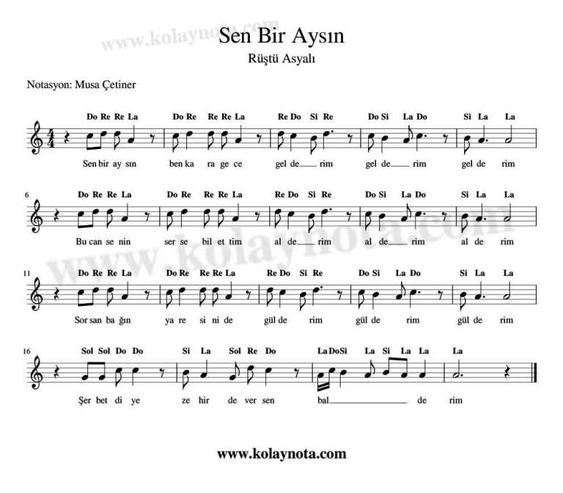 www.kolaynota.com
Sen Bir Aysın
Rüştü Asyalı
Notasyon: Musa Çetiner
Do Re Re La Do Re Re La Re Do Si Re Do Si La Do Si La La
Sen bir ay sın ben ka ra ge ce gel de rim gel de rim gel de rim
6
Do Re Re La Do Re Re La Re Do Si Re Do Si La Do Si La La
Bu can se nin ser se bil et tim al de rim al de rim al de rim
www.kolaynota.com
11
Do Re Re La Do Re Re La Re Do Si Re Do Si La Do Si La La
Sor san ba ğın ya re si ni de gül de rim gül de rim gül de rim
16
Sol Sol Do Do Si La Sol Re Do La Do Si Si La La
Şer bet di ye ze hir de ver sen bal de rim
www.kolaynota.com